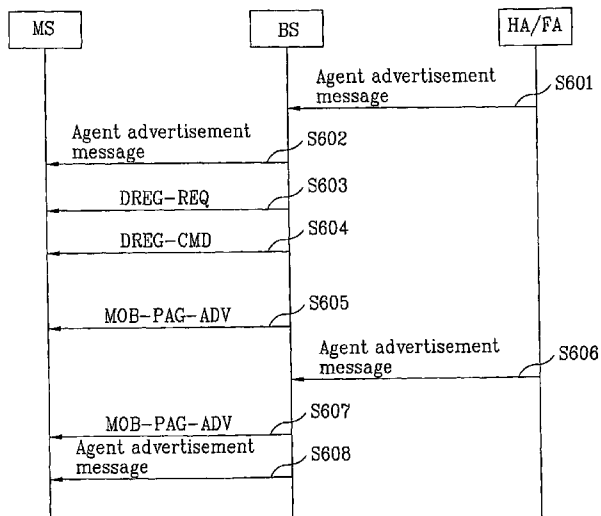 MS
BS
HA/FA
Agent advertisement
message
S601
Agent advertisement
message
S602
DREG-REQ
S603
DREG-CMD
S604
MOB-PAG-ADV
S605
Agent advertisement
message
S606
MOB-PAG-ADV
S607
Agent advertisement
message
S608